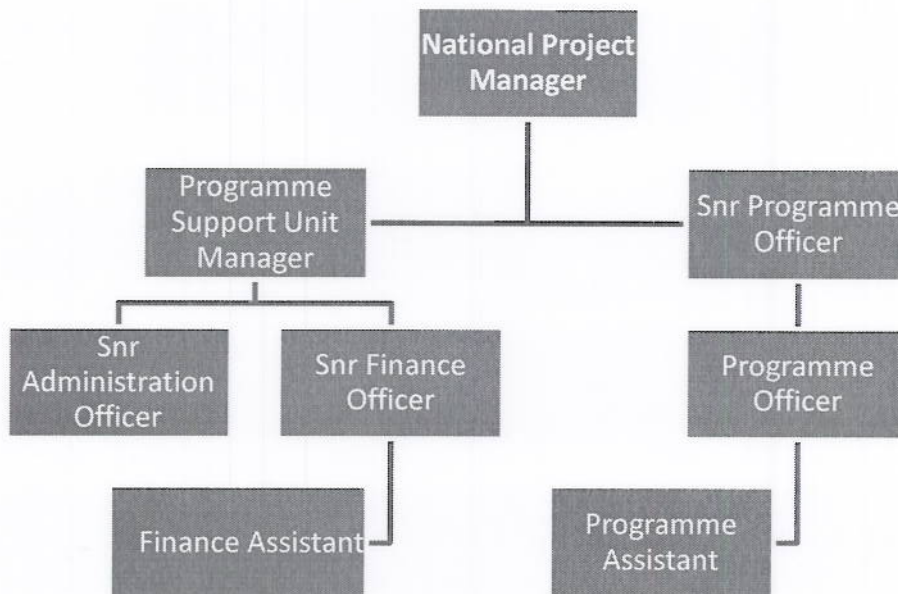 National Project
Manager
Programme
Support Unit
Manager
Snr Programme
Officer
Snr
Administration
Officer
Snr Finance
Officer
Programme
Officer
Finance Assistant
Programme
Assistant